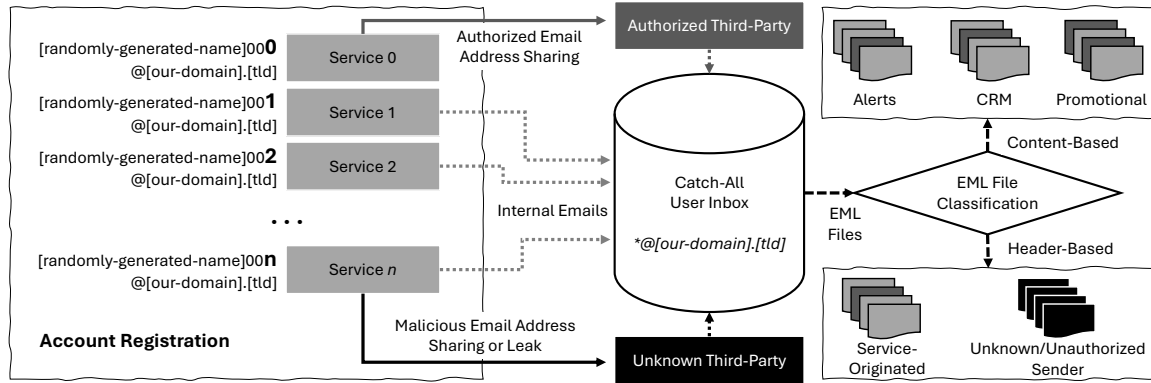 [randomly-generated-name]000
@[our-domain].[tld]
Service 0
[randomly-generated-name]001
@[our-domain].[tld]
Service 1
[randomly-generated-name]002
@[our-domain].[tld]
Service 2
...
[randomly-generated-name]00n
@[our-domain].[tld]
Service n
Account Registration
Authorized Email
Address Sharing
Internal Emails
Malicious Email Address
Sharing or Leak
Authorized Third-Party
Catch-All
User Inbox
*@[our-domain].[tld]
Unknown Third-Party
EML
Files
Alerts
CRM
Promotional
Content-Based
EML File
Classification
Header-Based
Service-
Originated
Unknown/Unauthorized
Sender